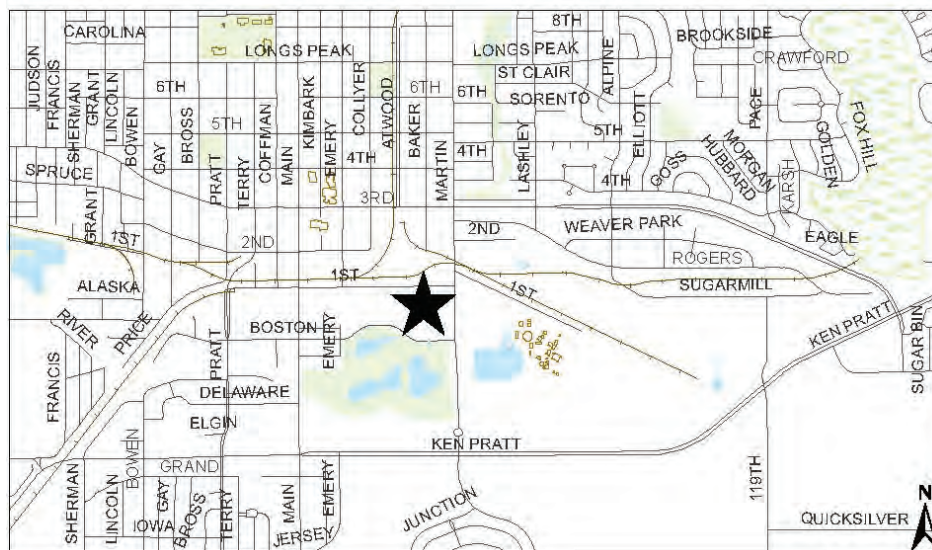 CAROLINA
8TH
BROOKSIDE
LONGS PEAK
LONGS PEAK
CRAWFORD
ST CLAIR
ALPINE
JUDSON
FRANCIS
SHERMAN
GRANT
LINCOLN
BOWEN
6TH
GAY
BROSS
5TH
PRATT
TERRY
COFFMAN
MAIN
KIMBARK
EMERY
COLLYER
4TH
ATWOOD
6TH
BAKER
MARTIN
6TH
SORENTO
4TH
LASHLEY
5TH
ELLIOTT
4TH
GOSS
HUBBARD
MORGAN
PACE
KARSH
GOLDEN
FOX HILL
SPRUCE
3RD
GRANT
1ST
2ND
2ND
WEAVER PARK
EAGLE
ROGERS
1ST
1ST
SUGARMILL
ALASKA
RIVER
PRICE
BOSTON
EMERY
PRATT
KEN PRATT
SUGAR BIN
FRANCIS
DELAWARE
ELGIN
KEN PRATT
BOWEN
GRAND
SHERMAN
LINCOLN
GAY
BROSS
IOWA
TERRY
MAIN
EMERY
JERSEY
JUNCTION
119TH
QUICKSILVER
N